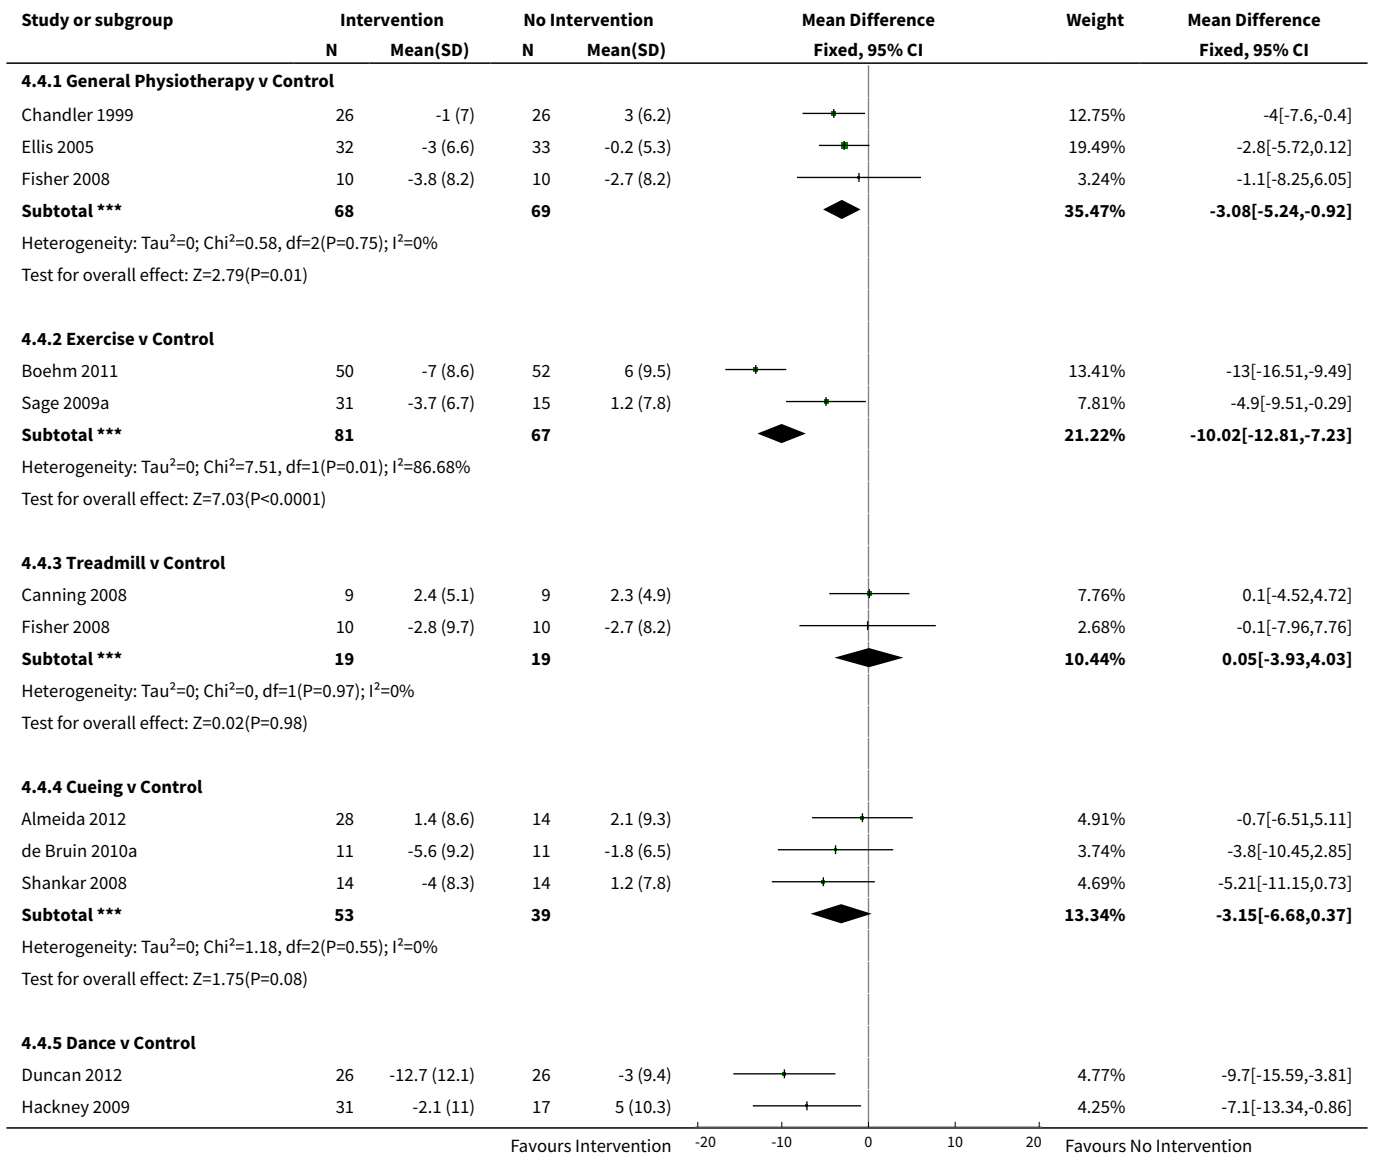 Study or subgroup Intervention No Intervention Mean Difference Weight Mean Difference
N Mean(SD) N Mean(SD) Fixed, 95% CI Fixed, 95% CI
4.4.1 General Physiotherapy v Control
Chandler 1999 26 -1 (7) 26 3 (6.2) 12.75% -4[-7.6,-0.4]
Ellis 2005 32 -3 (6.6) 33 -0.2 (5.3) 19.49% -2.8[-5.72,0.12]
Fisher 2008 10 -3.8 (8.2) 10 -2.7 (8.2) 3.24% -1.1[-8.25,6.05]
Subtotal *** 68 69 35.47% -3.08[-5.24,-0.92]
Heterogeneity: Tau²=0; Chi²=0.58, df=2(P=0.75); I²=0%
Test for overall effect: Z=2.79(P=0.01)
4.4.2 Exercise v Control
Boehm 2011 50 -7 (8.6) 52 6 (9.5) 13.41% -13[-16.51,-9.49]
Sage 2009a 31 -3.7 (6.7) 15 1.2 (7.8) 7.81% -4.9[-9.51,-0.29]
Subtotal *** 81 67 21.22% -10.02[-12.81,-7.23]
Heterogeneity: Tau²=0; Chi²=7.51, df=1(P=0.01); I²=86.68%
Test for overall effect: Z=7.03(P<0.0001)
4.4.3 Treadmill v Control
Canning 2008 9 2.4 (5.1) 9 2.3 (4.9) 7.76% 0.1[-4.52,4.72]
Fisher 2008 10 -2.8 (9.7) 10 -2.7 (8.2) 2.68% -0.1[-7.96,7.76]
Subtotal *** 19 19 10.44% 0.05[-3.93,4.03]
Heterogeneity: Tau²=0; Chi²=0, df=1(P=0.97); I²=0%
Test for overall effect: Z=0.02(P=0.98)
4.4.4 Cueing v Control
Almeida 2012 28 1.4 (8.6) 14 2.1 (9.3) 4.91% -0.7[-6.51,5.11]
de Bruin 2010a 11 -5.6 (9.2) 11 -1.8 (6.5) 3.74% -3.8[-10.45,2.85]
Shankar 2008 14 -4 (8.3) 14 1.2 (7.8) 4.69% -5.21[-11.15,0.73]
Subtotal *** 53 39 13.34% -3.15[-6.68,0.37]
Heterogeneity: Tau²=0; Chi²=1.18, df=2(P=0.55); I²=0%
Test for overall effect: Z=1.75(P=0.08)
4.4.5 Dance v Control
Duncan 2012 26 -12.7 (12.1) 26 -3 (9.4) 4.77% -9.7[-15.59,-3.81]
Hackney 2009 31 -2.1 (11) 17 5 (10.3) 4.25% -7.1[-13.34,-0.86]
Favours Intervention -20 -10 0 10 20 Favours No Intervention